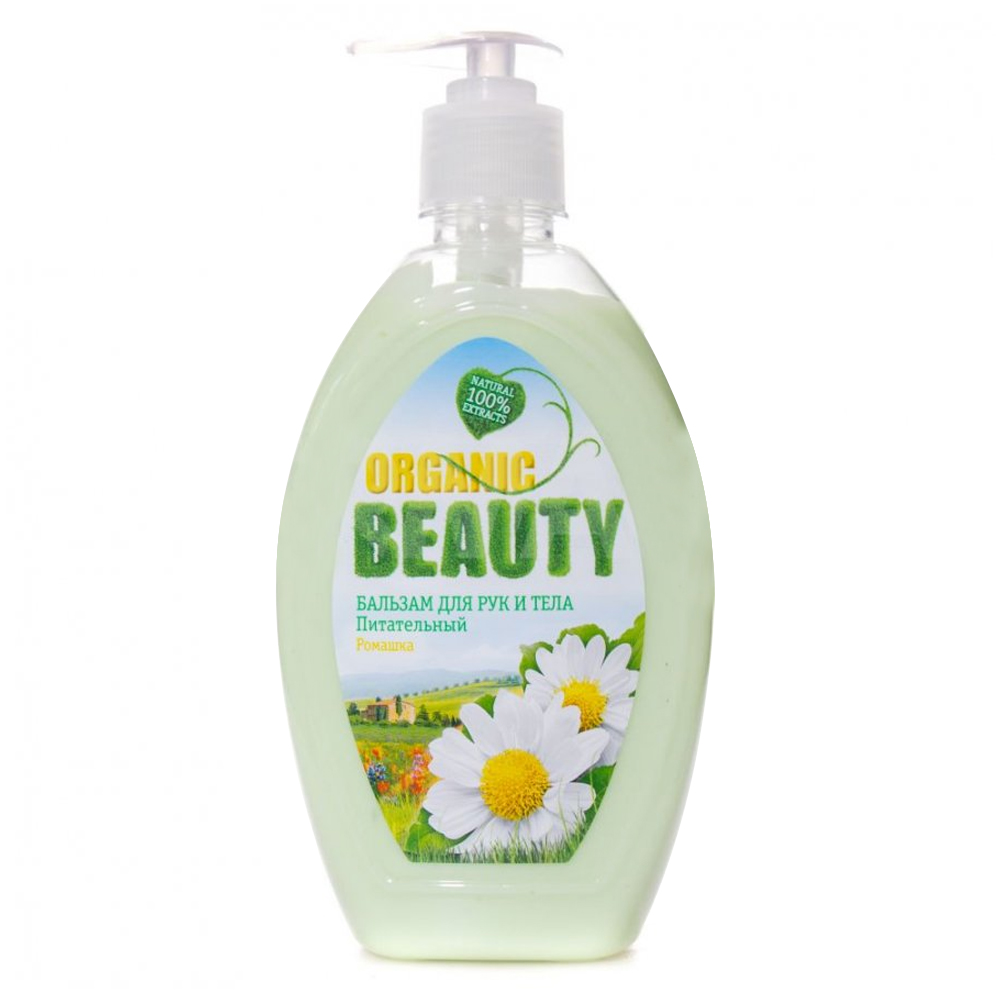 NATURAL
100%
EXTRACTS
ORGANIC
BEAUTY
БАЛЬЗАМ ДЛЯ РУК И ТЕЛА
Питательный
Ромашка